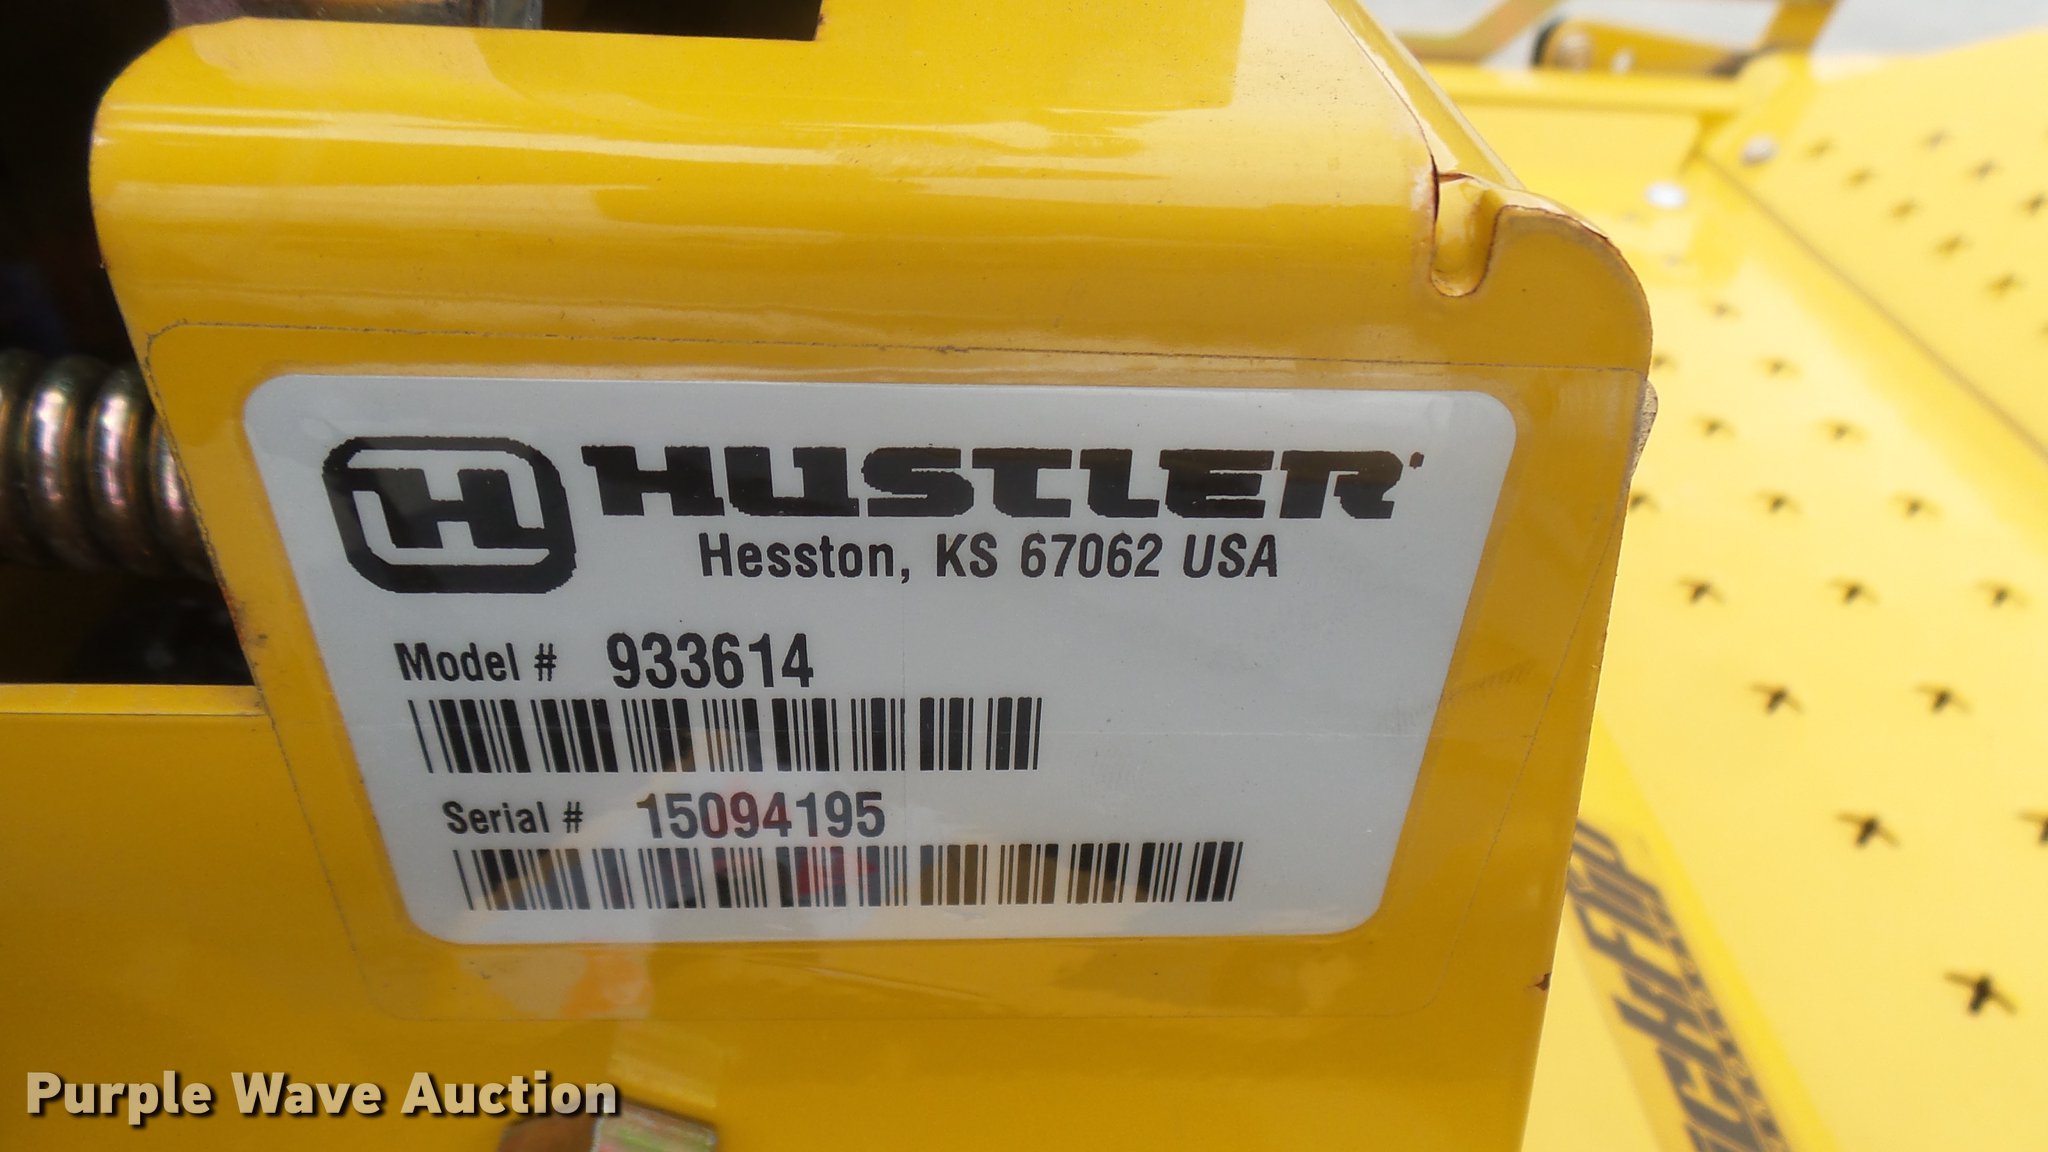 H HUSTLER
Hesston, KS 67062 USA
Model # 933614
Serial # 15094195
Purple Wave Auction